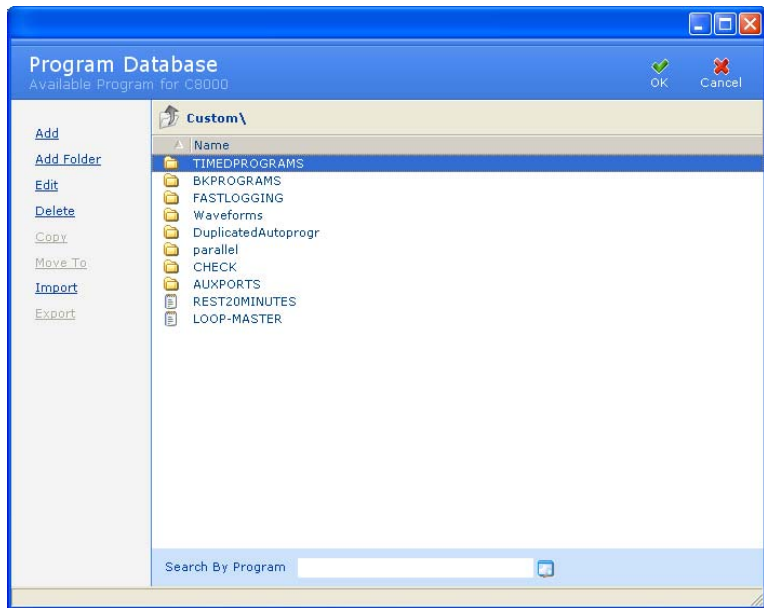 Program Database
Available Program for C8000
OK
Cancel
Add
Add Folder
Edit
Delete
Copy
Move To
Import
Export
Custom\
Name
TIMEDPROGRAMS
BKPROGRAMS
FASTLOGGING
Waveforms
DuplicatedAutoprogr
parallel
CHECK
AUXPORTS
REST20MINUTES
LOOP-MASTER
Search By Program